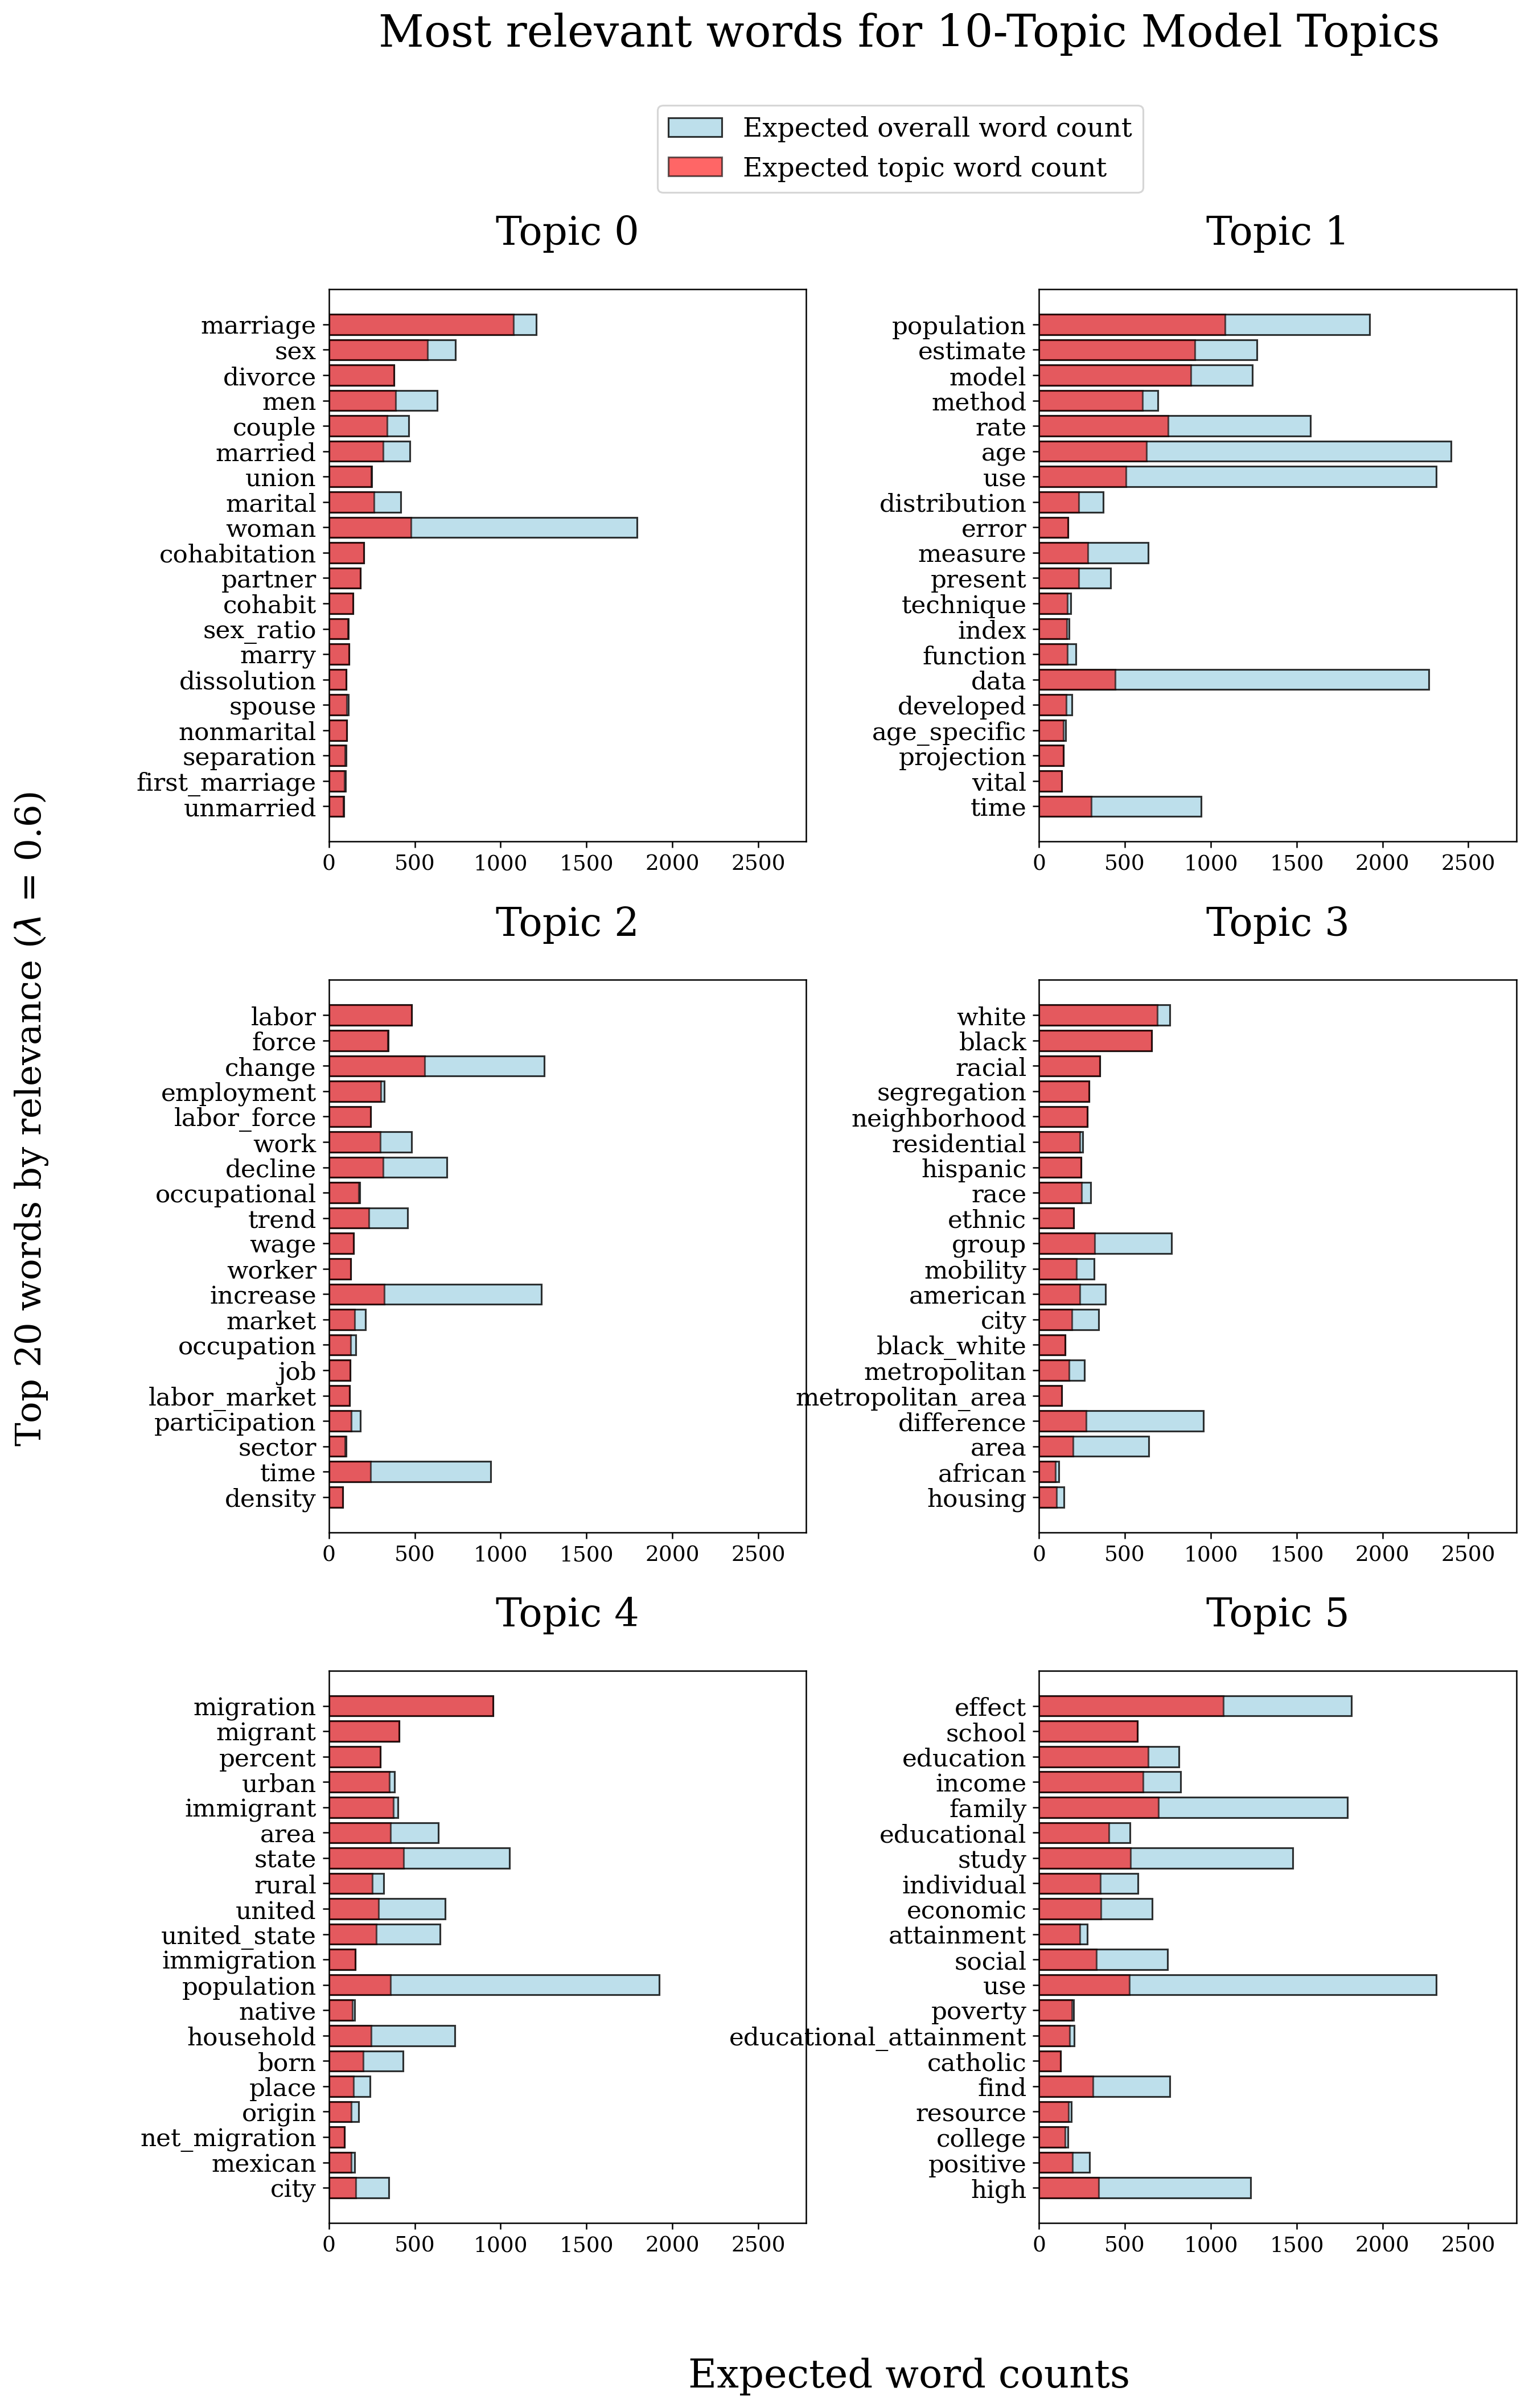 Most relevant words for 10-Topic Model Topics
Expected overall word count
Expected topic word count
Top 20 words by relevance (λ = 0.6)
Topic 0
marriage
sex
divorce
men
couple
married
union
marital
woman
cohabitation
partner
cohabit
sex_ratio
marry
dissolution
spouse
nonmarital
separation
first_marriage
unmarried
0 500 1000 1500 2000 2500
Topic 1
population
estimate
model
method
rate
age
use
distribution
error
measure
present
technique
index
function
data
developed
age_specific
projection
vital
time
0 500 1000 1500 2000 2500
Topic 2
labor
force
change
employment
labor_force
work
decline
occupational
trend
wage
worker
increase
market
occupation
job
labor_market
participation
sector
time
density
0 500 1000 1500 2000 2500
Topic 3
white
black
racial
segregation
neighborhood
residential
hispanic
race
ethnic
group
mobility
american
city
black_white
metropolitan
metropolitan_area
difference
area
african
housing
0 500 1000 1500 2000 2500
Topic 4
migration
migrant
percent
urban
immigrant
area
state
rural
united
united_state
immigration
population
native
household
born
place
origin
net_migration
mexican
city
0 500 1000 1500 2000 2500
Topic 5
effect
school
education
income
family
educational
study
individual
economic
attainment
social
use
poverty
educational_attainment
catholic
find
resource
college
positive
high
0 500 1000 1500 2000 2500
Expected word counts